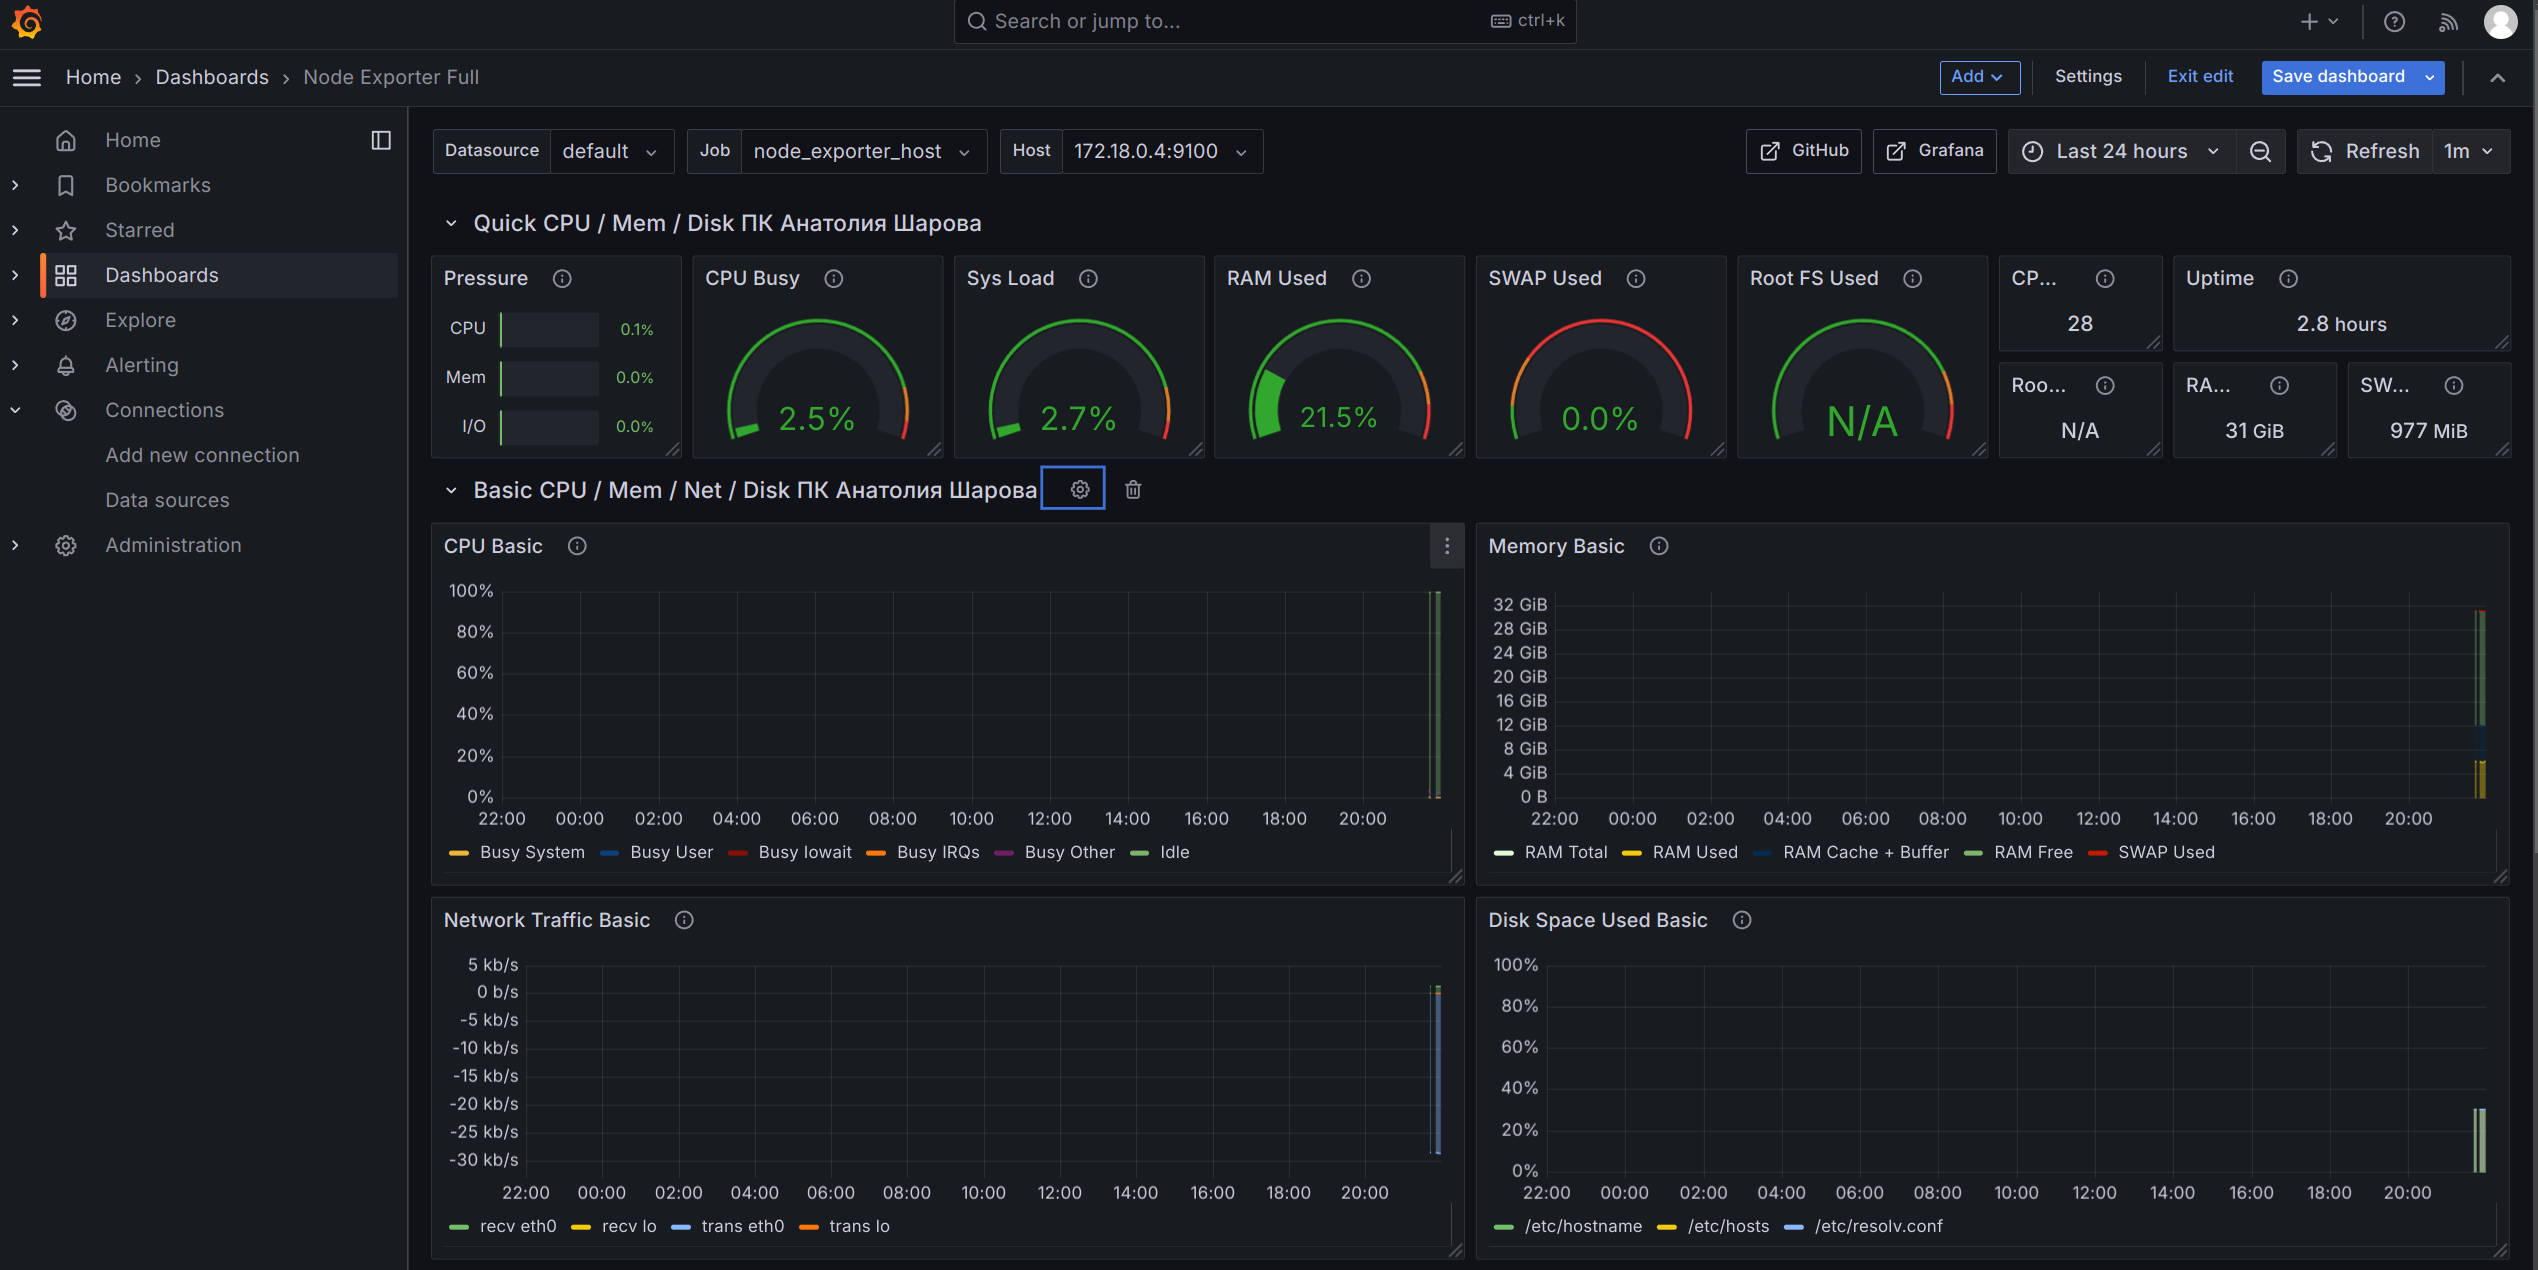 Search or jump to... ctrl+k
Home › Dashboards › Node Exporter Full
Add Settings Exit edit Save dashboard
Home
Bookmarks
Starred
Dashboards
Explore
Alerting
Connections
Add new connection
Data sources
Administration
Datasource default Job node_exporter_host Host 172.18.0.4:9100 GitHub Grafana Last 24 hours Refresh 1m
Quick CPU / Mem / Disk ПК Анатолия Шарова
Pressure
CPU 0.1%
Mem 0.0%
I/O 0.0%
CPU Busy
2.5%
Sys Load
2.7%
RAM Used
21.5%
SWAP Used
0.0%
Root FS Used
N/A
CP...
28
Uptime
2.8 hours
Roo...
N/A
RA...
31 GiB
SW...
977 MiB
Basic CPU / Mem / Net / Disk ПК Анатолия Шарова
CPU Basic
100%
80%
60%
40%
20%
0%
22:00 00:00 02:00 04:00 06:00 08:00 10:00 12:00 14:00 16:00 18:00 20:00
Busy System Busy User Busy Iowait Busy IRQs Busy Other Idle
Memory Basic
32 GiB
28 GiB
24 GiB
20 GiB
16 GiB
12 GiB
8 GiB
4 GiB
0 B
22:00 00:00 02:00 04:00 06:00 08:00 10:00 12:00 14:00 16:00 18:00 20:00
RAM Total RAM Used RAM Cache + Buffer RAM Free SWAP Used
Network Traffic Basic
5 kb/s
0 b/s
-5 kb/s
-10 kb/s
-15 kb/s
-20 kb/s
-25 kb/s
-30 kb/s
22:00 00:00 02:00 04:00 06:00 08:00 10:00 12:00 14:00 16:00 18:00 20:00
recv eth0 recv lo trans eth0 trans lo
Disk Space Used Basic
100%
80%
60%
40%
20%
0%
22:00 00:00 02:00 04:00 06:00 08:00 10:00 12:00 14:00 16:00 18:00 20:00
/etc/hostname /etc/hosts /etc/resolv.conf